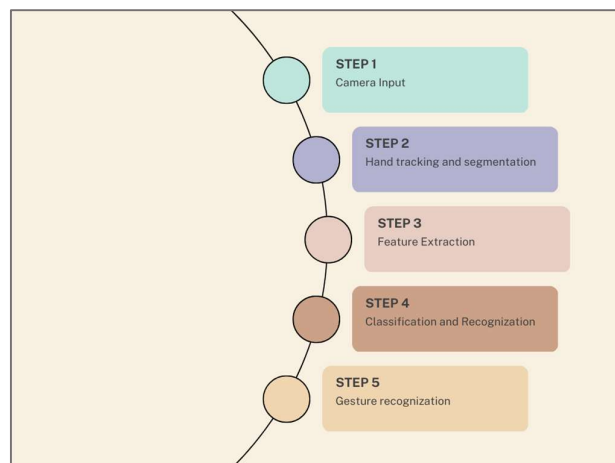 STEP 1
Camera Input
STEP 2
Hand tracking and segmentation
STEP 3
Feature Extraction
STEP 4
Classification and Recognization
STEP 5
Gesture recognization